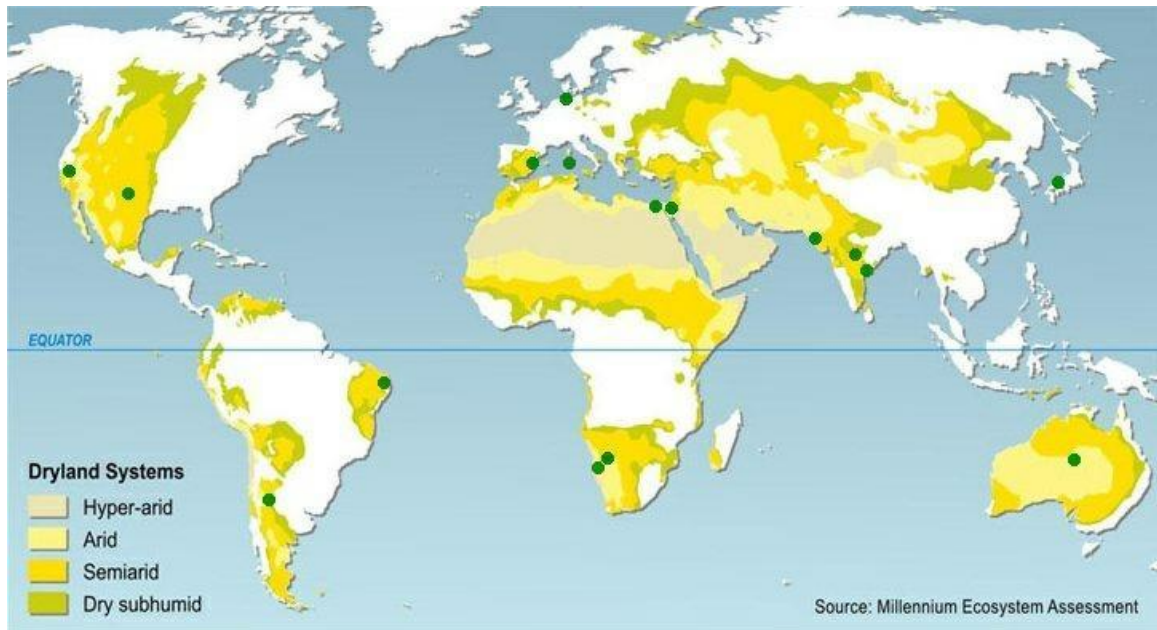 EQUATOR
Dryland Systems
Hyper-arid
Arid
Semiarid
Dry subhumid
Source: Millennium Ecosystem Assessment